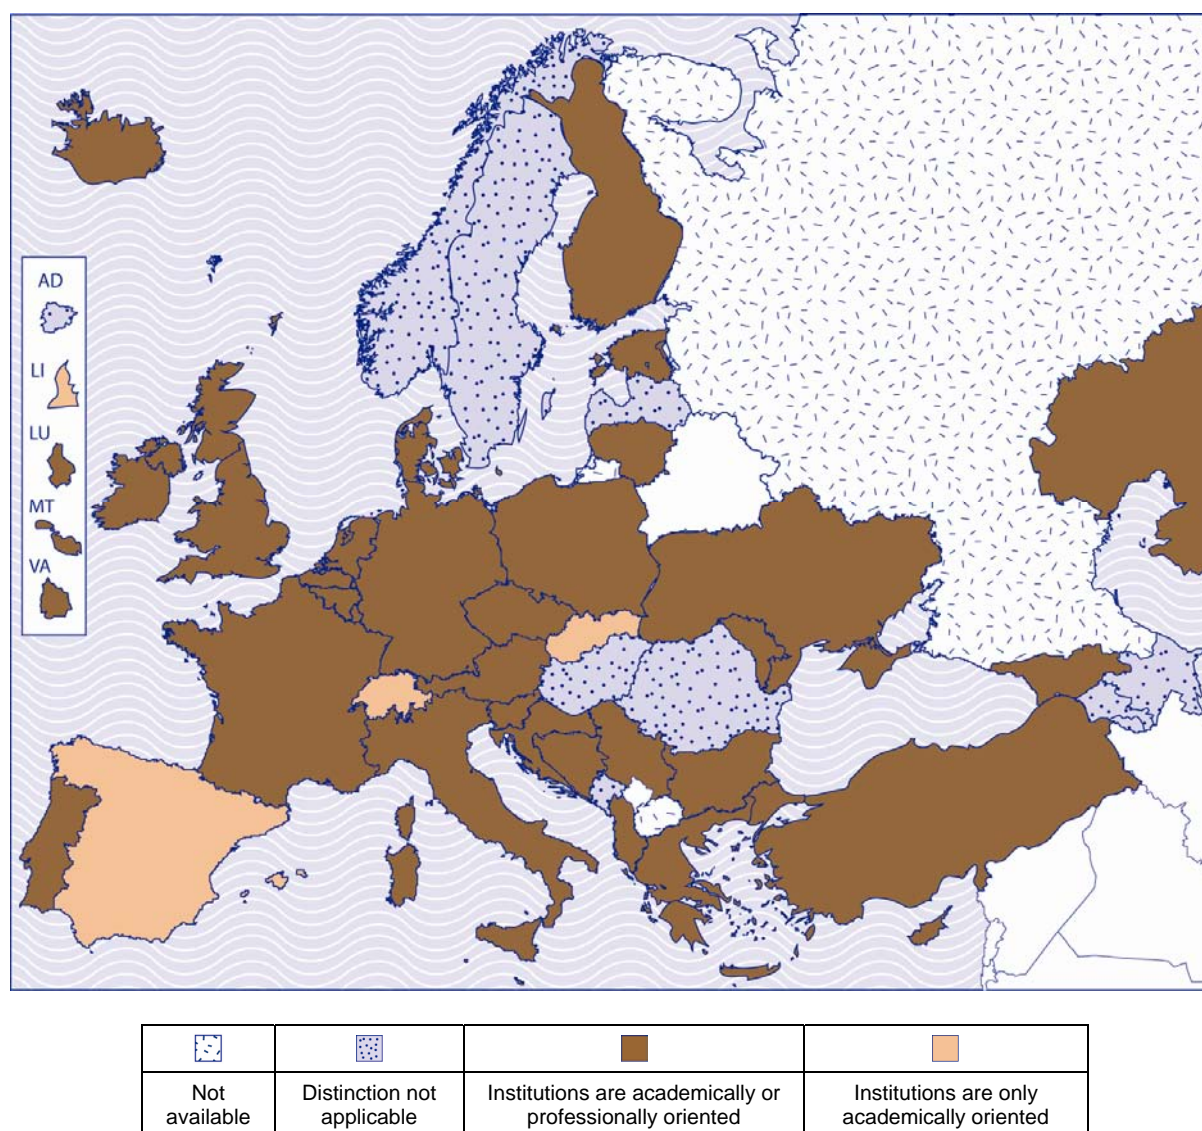 AD
LI
LU
MT
VA
Not available
Distinction not applicable
Institutions are academically or professionally oriented
Institutions are only academically oriented